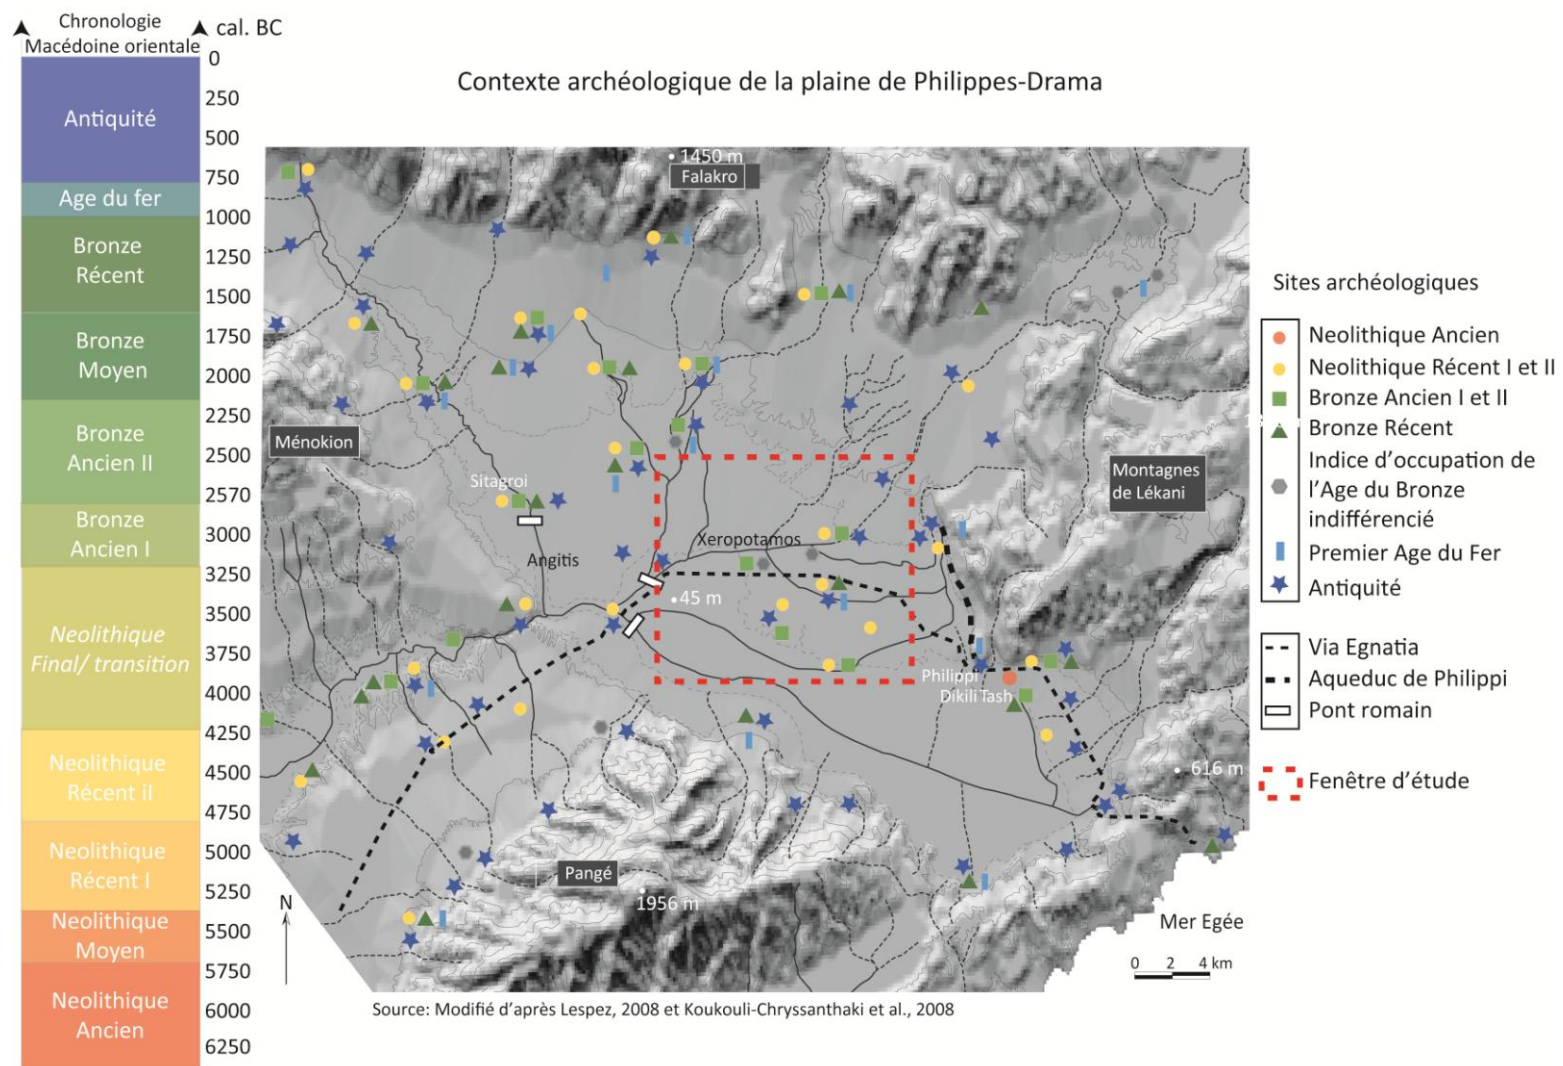 Chronologie
Macédoine orientale
cal. BC
0
250
500
750
1000
1250
1500
1750
2000
2250
2500
2570
3000
3250
3500
3750
4000
4250
4500
4750
5000
5250
5500
5750
6000
6250
Antiquité
Age du fer
Bronze
Récent
Bronze
Moyen
Bronze
Ancien II
Bronze
Ancien I
Neolithique
Final/ transition
Neolithique
Récent iI
Neolithique
Récent I
Neolithique
Moyen
Neolithique
Ancien
Contexte archéologique de la plaine de Philippes-Drama
1450 m
Falakro
Ménokion
Sitagroi
Angitis
Xeropotamos
45 m
Montagnes
de Lékani
Philippi
Dikili Tash
616 m
Pangé
1956 m
Mer Egée
N
0 2 4 km
Source: Modifié d'après Lespez, 2008 et Koukouli-Chryssanthaki et al., 2008
Sites archéologiques
Neolithique Ancien
Neolithique Récent I et II
Bronze Ancien I et II
Bronze Récent
Indice d'occupation de
l'Age du Bronze
indifférencié
Premier Age du Fer
Antiquité
Via Egnatia
Aqueduc de Philippi
Pont romain
Fenêtre d'étude